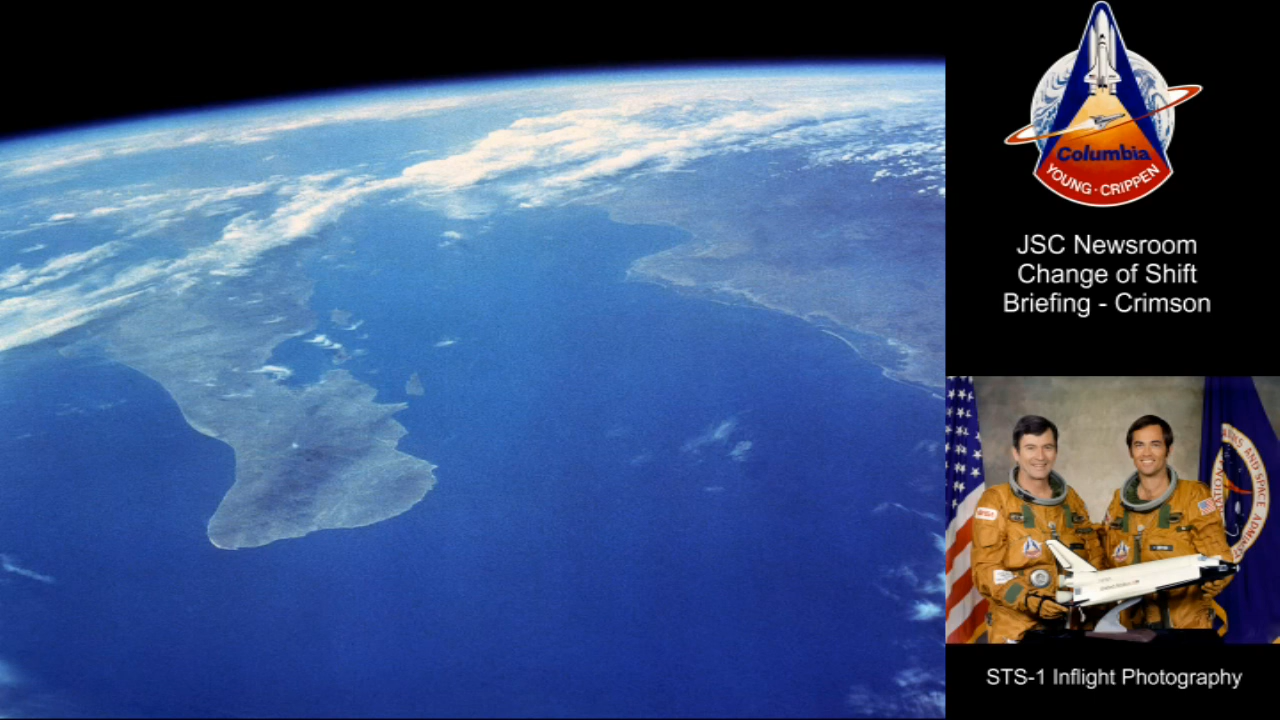 Columbia
YOUNG · CRIPPEN
JSC Newsroom
Change of Shift
Briefing - Crimson
STS-1 Inflight Photography